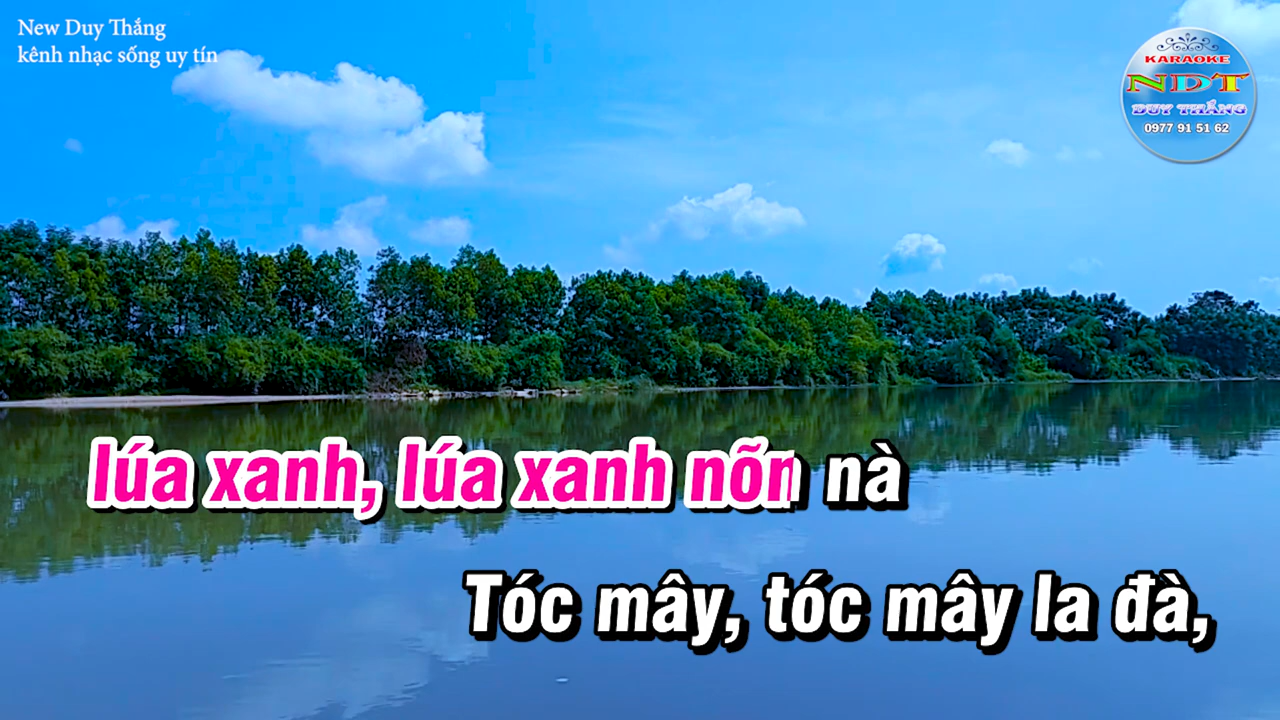 New Duy Thắng
kênh nhạc sống uy tín
KARAOKE
NDT
DUY THẮNG
0977 91 51 62
lúa xanh, lúa xanh nõn nà
Tóc mây, tóc mây la đà,